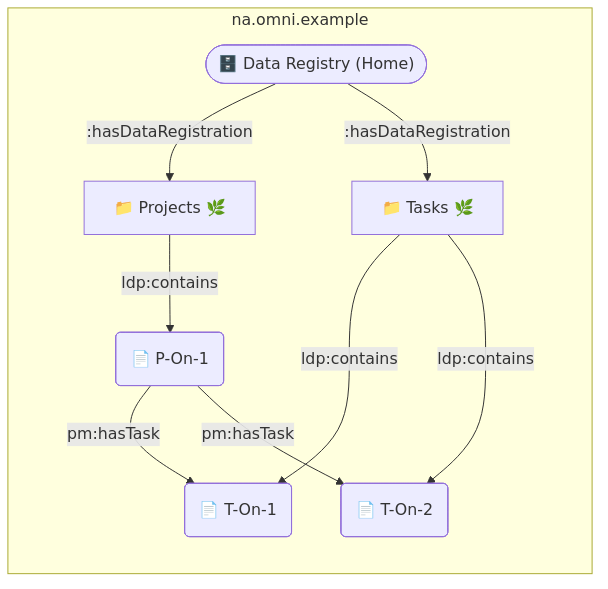 na.omni.example
🗄️ Data Registry (Home)
:hasDataRegistration
:hasDataRegistration
📁 Projects 🌿
📁 Tasks 🌿
ldp:contains
ldp:contains
ldp:contains
📄 P-On-1
pm:hasTask
pm:hasTask
📄 T-On-1
📄 T-On-2